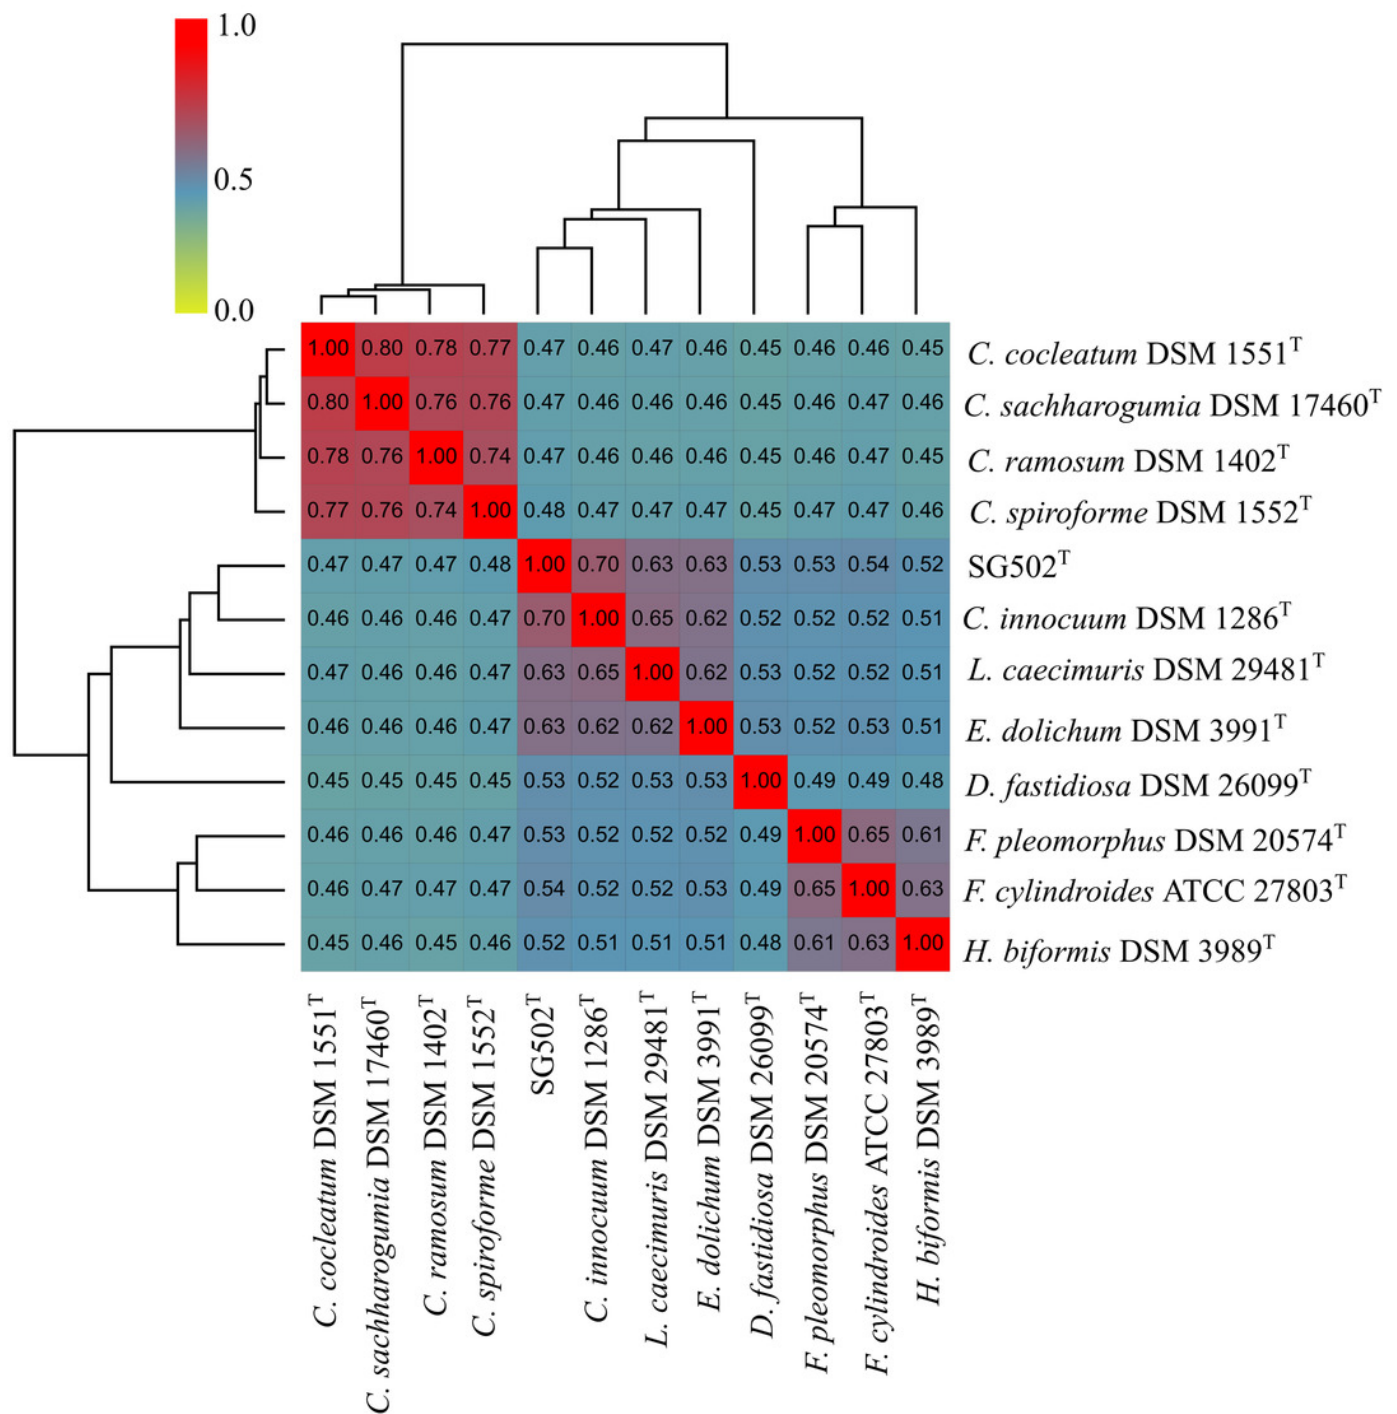 1.0
0.5
0.0
1.00 0.80 0.78 0.77 0.47 0.46 0.47 0.46 0.45 0.46 0.46 0.45 C. cocleatum DSM 1551ᵀ
0.80 1.00 0.76 0.76 0.47 0.46 0.46 0.46 0.45 0.46 0.47 0.46 C. sachharogumia DSM 17460ᵀ
0.78 0.76 1.00 0.74 0.47 0.46 0.46 0.46 0.45 0.46 0.47 0.45 C. ramosum DSM 1402ᵀ
0.77 0.76 0.74 1.00 0.48 0.47 0.47 0.47 0.45 0.47 0.47 0.46 C. spiroforme DSM 1552ᵀ
0.47 0.47 0.47 0.48 1.00 0.70 0.63 0.63 0.53 0.53 0.54 0.52 SG502ᵀ
0.46 0.46 0.46 0.47 0.70 1.00 0.65 0.62 0.52 0.52 0.52 0.51 C. innocuum DSM 1286ᵀ
0.47 0.46 0.46 0.47 0.63 0.65 1.00 0.62 0.53 0.52 0.52 0.51 L. caecimuris DSM 29481ᵀ
0.46 0.46 0.46 0.47 0.63 0.62 0.62 1.00 0.53 0.52 0.53 0.51 E. dolichum DSM 3991ᵀ
0.45 0.45 0.45 0.45 0.53 0.52 0.53 0.53 1.00 0.49 0.49 0.48 D. fastidiosa DSM 26099ᵀ
0.46 0.46 0.46 0.47 0.53 0.52 0.52 0.52 0.49 1.00 0.65 0.61 F. pleomorphus DSM 20574ᵀ
0.46 0.47 0.47 0.47 0.54 0.52 0.52 0.53 0.49 0.65 1.00 0.63 F. cylindroides ATCC 27803ᵀ
0.45 0.46 0.45 0.46 0.52 0.51 0.51 0.51 0.48 0.61 0.63 1.00 H. biformis DSM 3989ᵀ
C. cocleatum DSM 1551ᵀ
C. sachharogumia DSM 17460ᵀ
C. ramosum DSM 1402ᵀ
C. spiroforme DSM 1552ᵀ
SG502ᵀ
C. innocuum DSM 1286ᵀ
L. caecimuris DSM 29481ᵀ
E. dolichum DSM 3991ᵀ
D. fastidiosa DSM 26099ᵀ
F. pleomorphus DSM 20574ᵀ
F. cylindroides ATCC 27803ᵀ
H. biformis DSM 3989ᵀ